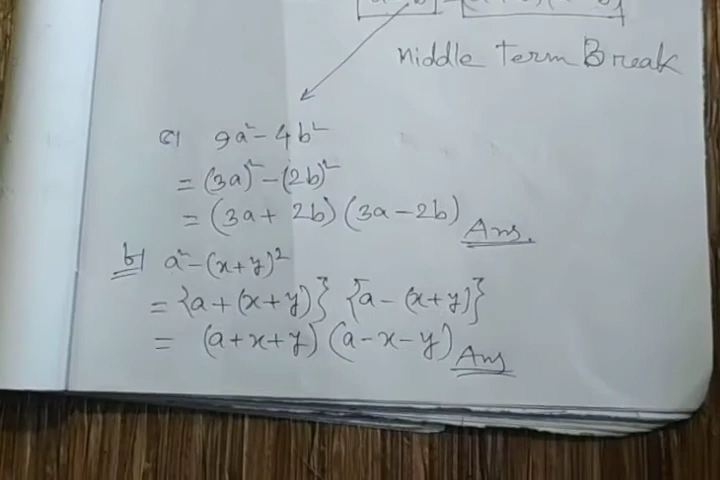 middle term Break
a) 9a² - 4b²
= (3a)² - (2b)²
= (3a + 2b) (3a - 2b) Ans.
b) a² - (x + y)²
= {a + (x + y)} {a - (x + y)}
= (a + x + y) (a - x - y) Ans